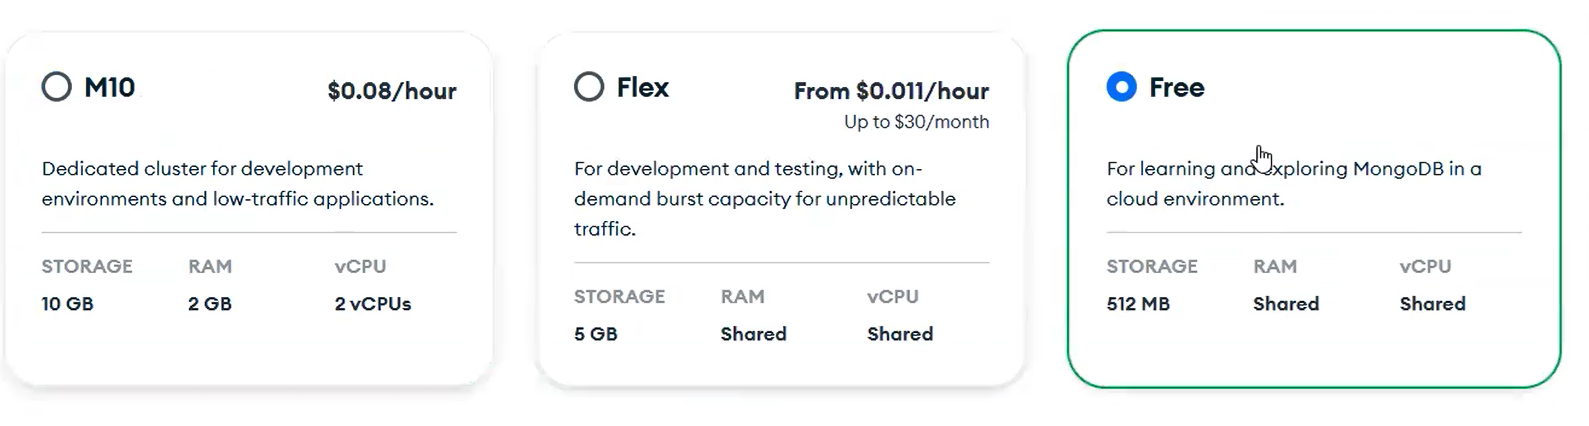 M10
$0.08/hour
Dedicated cluster for development
environments and low-traffic applications.
STORAGE RAM vCPU
10 GB 2 GB 2 vCPUs
Flex
From $0.011/hour
Up to $30/month
For development and testing, with on-
demand burst capacity for unpredictable
traffic.
STORAGE RAM vCPU
5 GB Shared Shared
Free
For learning and exploring MongoDB in a
cloud environment.
STORAGE RAM vCPU
512 MB Shared Shared